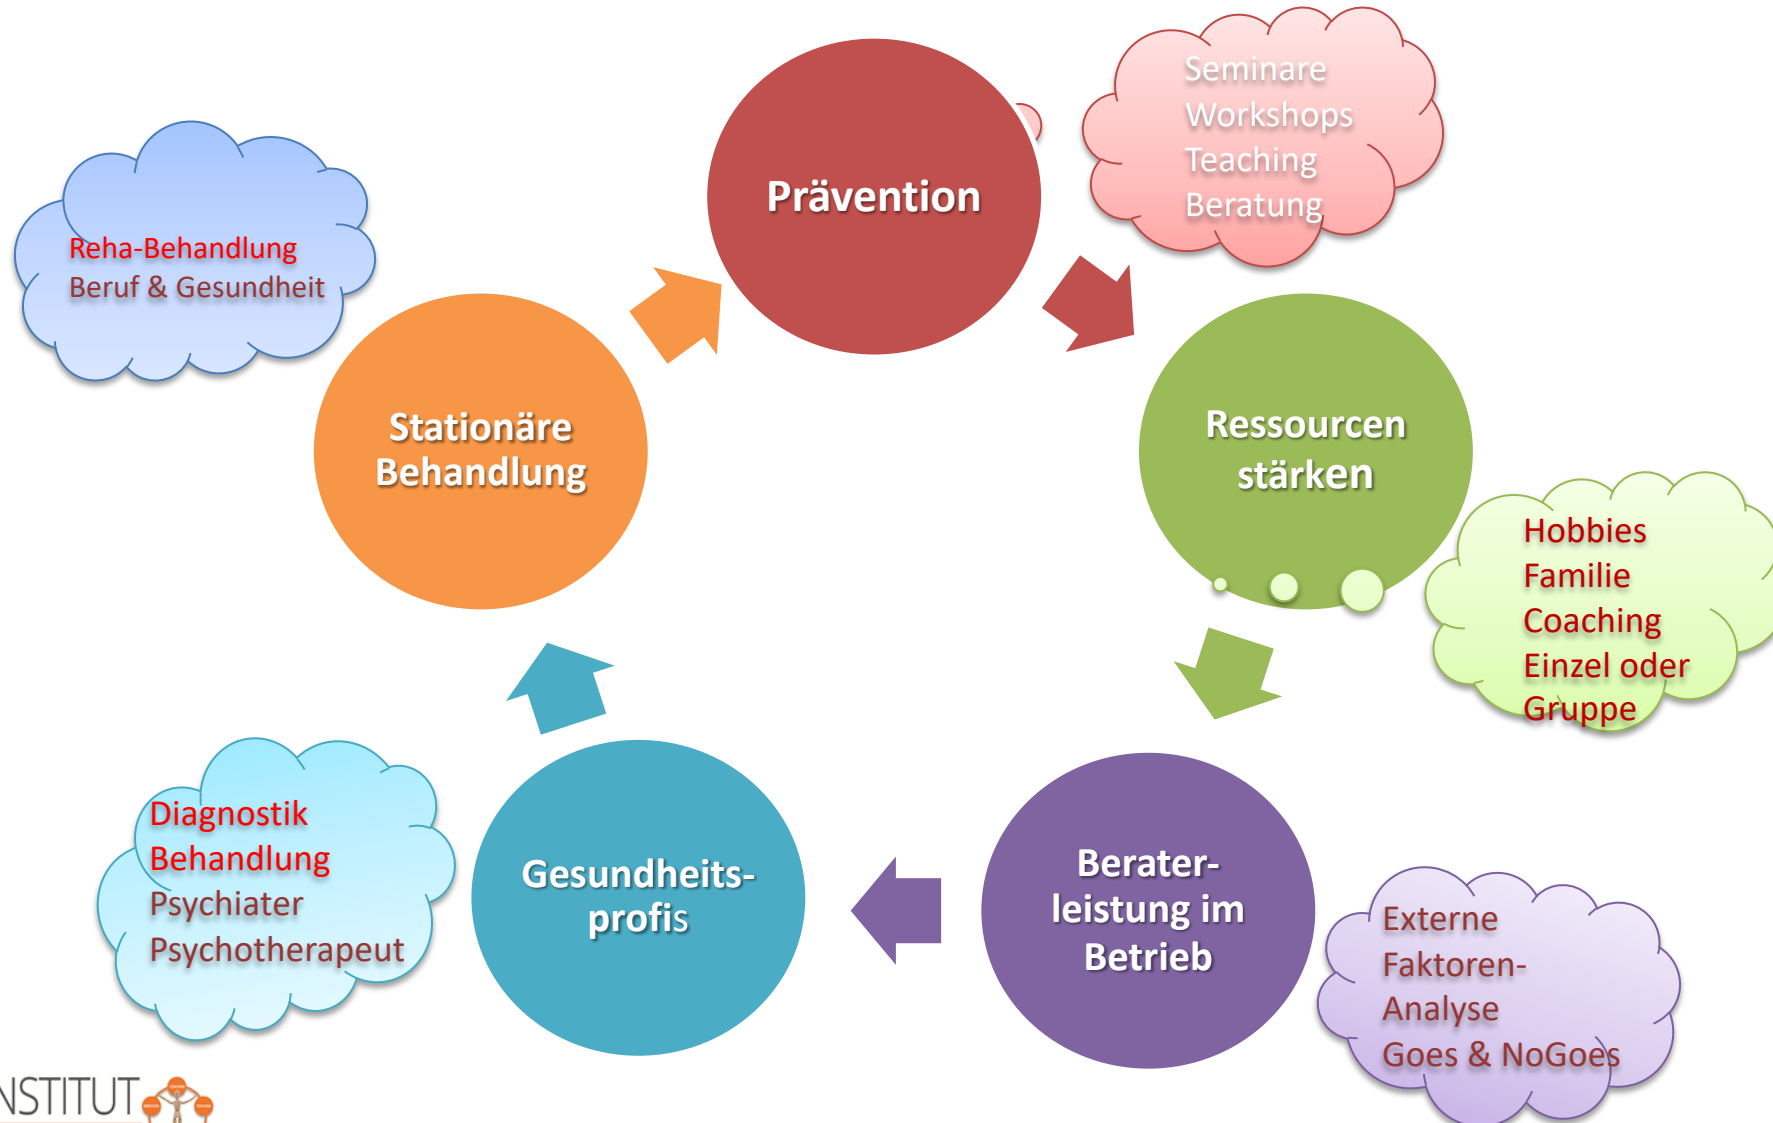 Prävention
Seminare
Workshops
Teaching
Beratung
Ressourcen
stärken
Hobbies
Familie
Coaching
Einzel oder
Gruppe
Berater-
leistung im
Betrieb
Externe
Faktoren-
Analyse
Goes & NoGoes
Gesundheits-
profis
Diagnostik
Behandlung
Psychiater
Psychotherapeut
Stationäre
Behandlung
Reha-Behandlung
Beruf & Gesundheit
NSTITUT